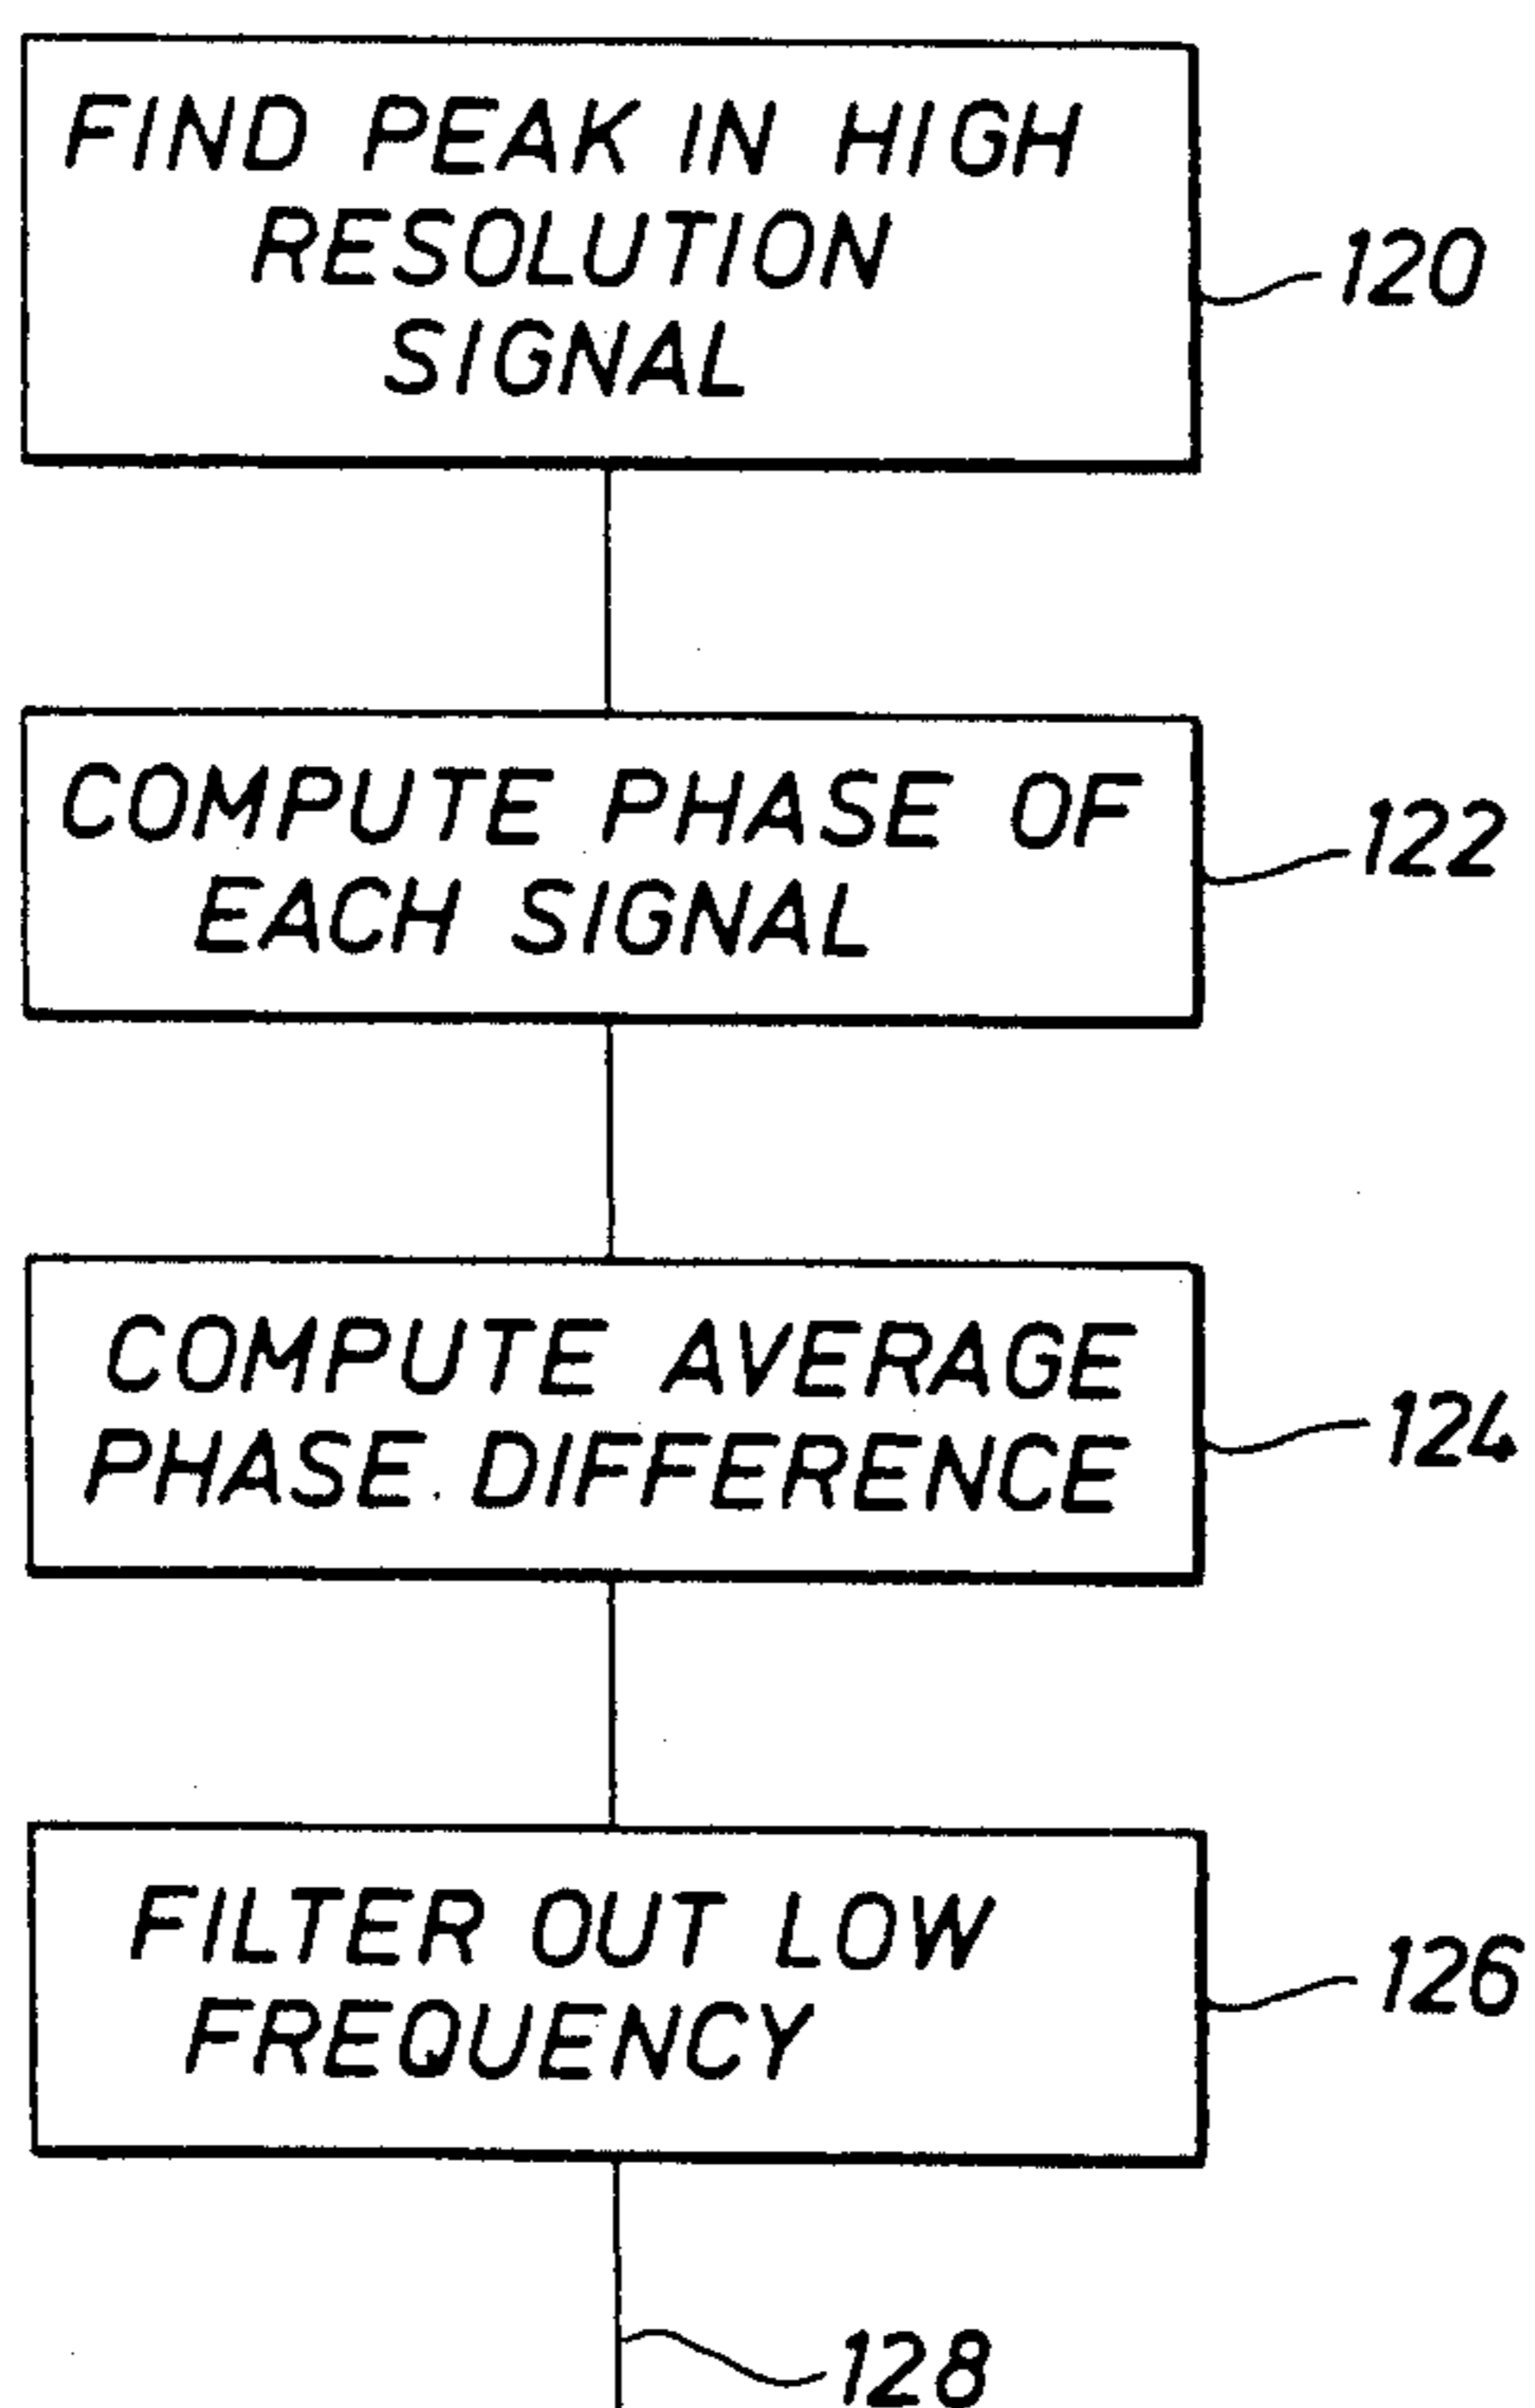 FIND PEAK IN HIGH
RESOLUTION
SIGNAL
120
COMPUTE PHASE OF
EACH SIGNAL
122
COMPUTE AVERAGE
PHASE DIFFERENCE
124
FILTER OUT LOW
FREQUENCY
126
128